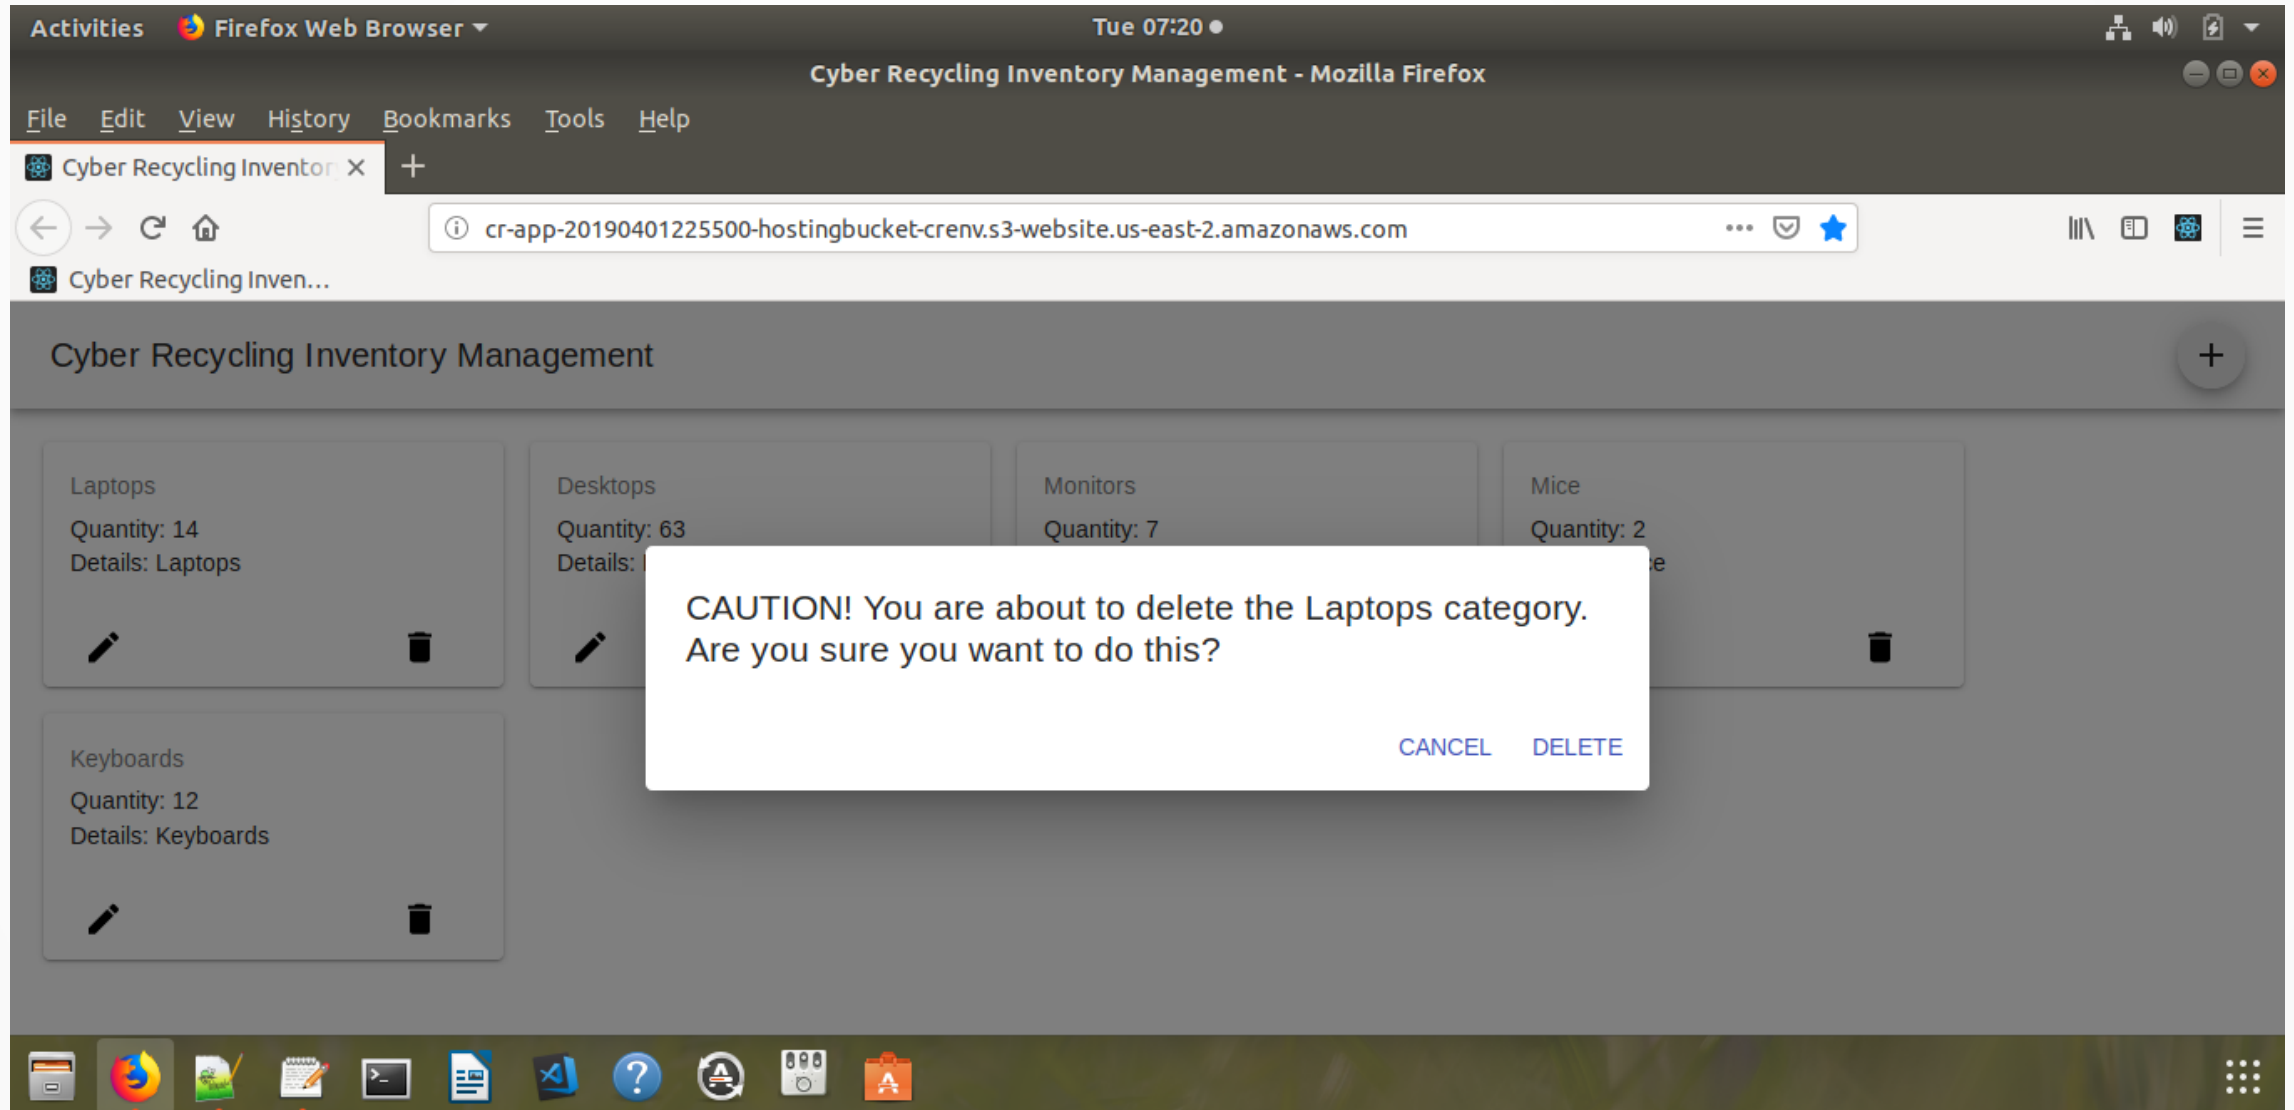 Activities Firefox Web Browser Tue 07:20
Cyber Recycling Inventory Management - Mozilla Firefox
File Edit View History Bookmarks Tools Help
Cyber Recycling Inventor
cr-app-20190401225500-hostingbucket-crenv.s3-website.us-east-2.amazonaws.com
Cyber Recycling Inven…
Cyber Recycling Inventory Management
Laptops
Quantity: 14
Details: Laptops
Desktops
Quantity: 63
Details:
Monitors
Quantity: 7
Mice
Quantity: 2
CAUTION! You are about to delete the Laptops category.
Are you sure you want to do this?
CANCEL DELETE
Keyboards
Quantity: 12
Details: Keyboards